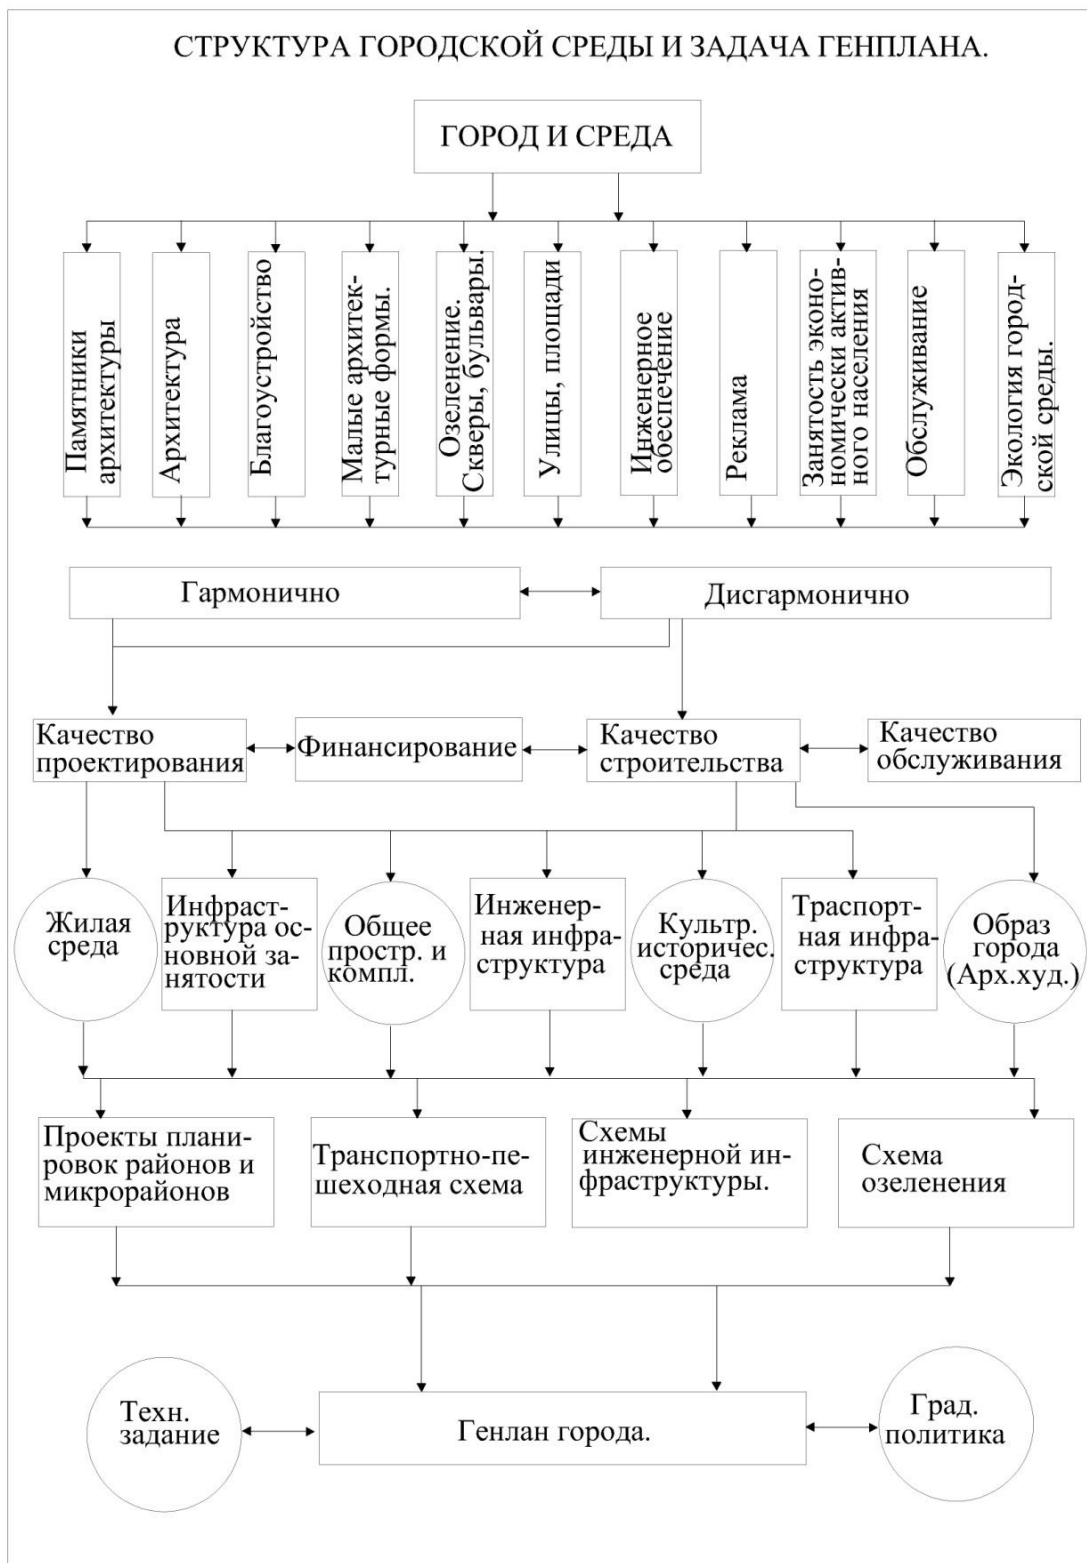 СТРУКТУРА ГОРОДСКОЙ СРЕДЫ И ЗАДАЧА ГЕНПЛАНА.
ГОРОД И СРЕДА
Памятники
архитектуры
Архитектура
Благоустройство
Малые архитек-
турные формы.
Озеленение.
Скверы, бульвары.
Улицы, площади
Инженерное
обеспечение
Реклама
Занятость эконо-
номически актив-
ного населения
Обслуживание
Экология город-
ской среды.
Гармонично
Дисгармонично
Качество
проектирования
Финансирование
Качество
строительства
Качество
обслуживания
Жилая
среда
Инфраст-
руктура ос-
новной за-
нятости
Общее
простр. и
компл.
Инженер-
ная инфра-
структура
Культр.
историчес.
среда
Траспорт-
ная инфра-
структура
Образ
города
(Арх.худ.)
Проекты плани-
ровок районов и
микрорайонов
Транспортно-пе-
шеходная схема
Схемы
инженерной ин-
фраструктуры.
Схема
озеленения
Техн.
задание
Генлан города.
Град.
политика